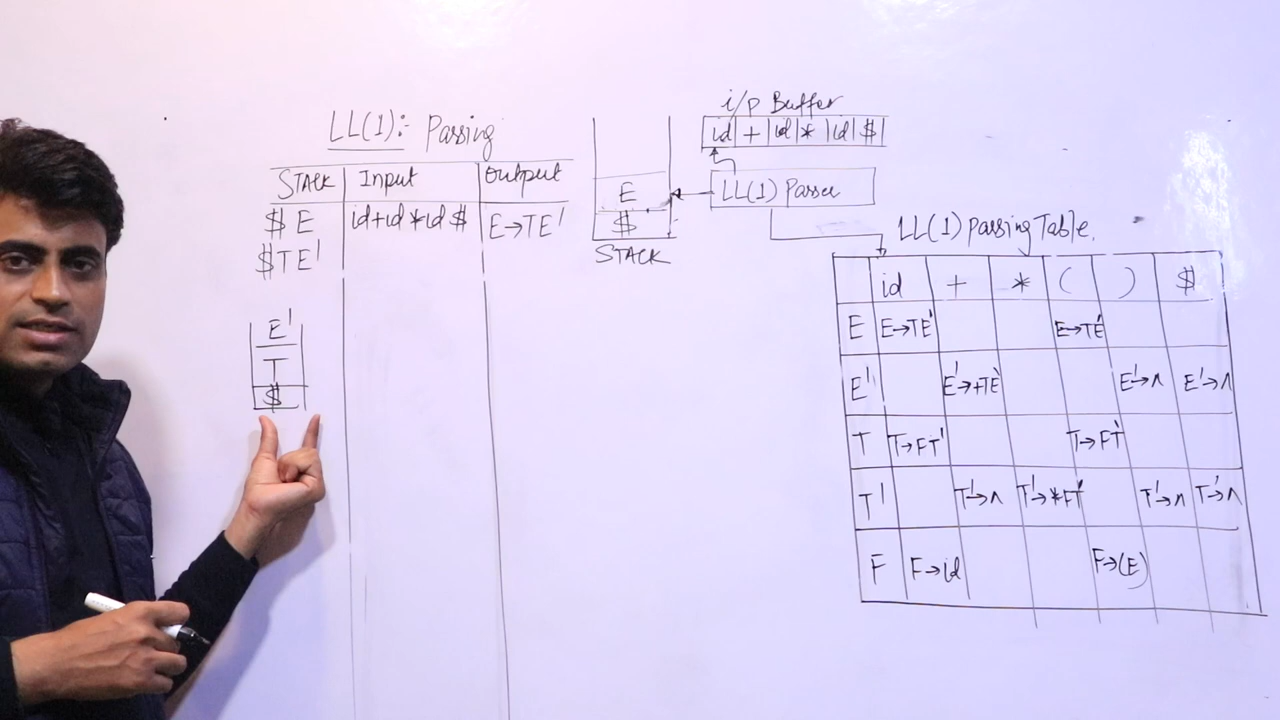 LL(1):- Parsing
STACK Input Output
$ E id+id*id$ E→TE'
$TE'
E'
T
$
E
$
STACK
i/p Buffer
id + id * id $
LL(1) Parser
LL(1) Parsing Table.
id + * ( ) $
E E→TE' E→TE'
E' E'→+TE' E'→∧ E'→∧
T T→FT' T→FT'
T' T'→∧ T'→*FT' T'→∧ T'→∧
F F→id F→(E)